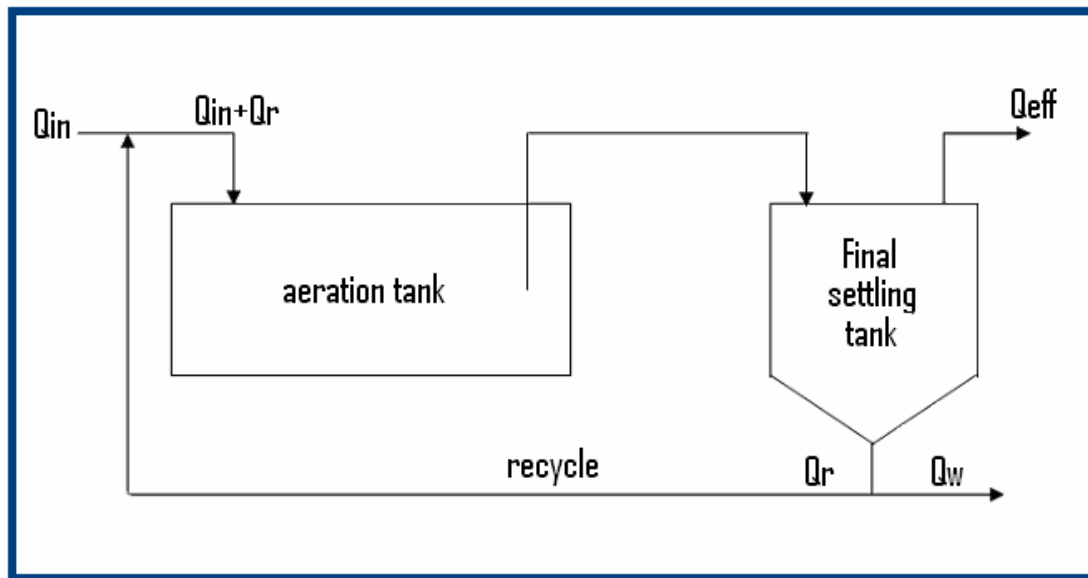 Qin
Qin+Qr
Qeff
aeration tank
Final
settling
tank
recycle
Qr
Qw